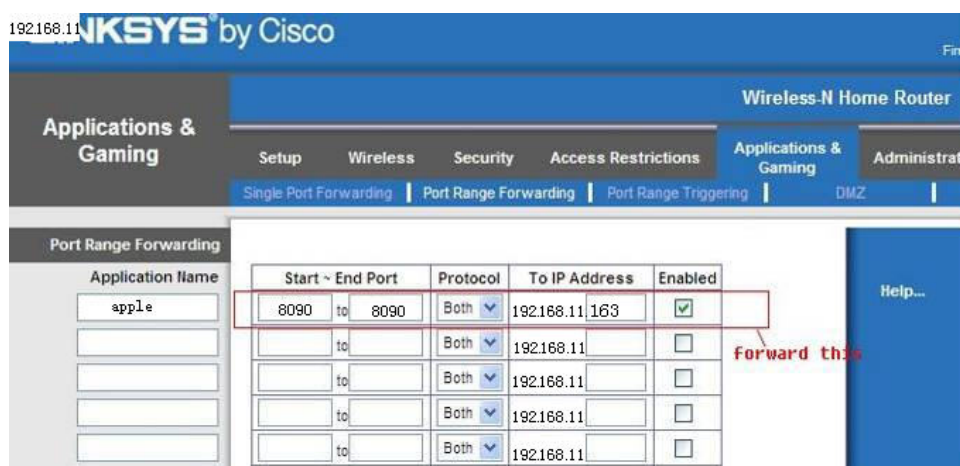 192.168.11
LINKSYS® by Cisco
Wireless-N Home Router
Applications & Gaming
Setup Wireless Security Access Restrictions Applications & Gaming
Single Port Forwarding Port Range Forwarding Port Range Triggering DMZ
Port Range Forwarding
Application Name Start ~ End Port Protocol To IP Address Enabled
Help...
apple 8090 to 8090 Both 192.168.11.163
to Both 192.168.11
forward this
to Both 192.168.11
to Both 192.168.11
to Both 192.168.11